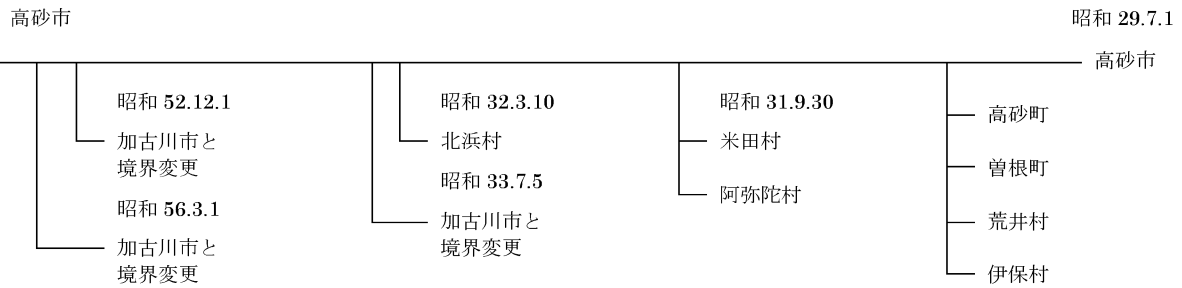 高砂市
昭和 29.7.1
高砂市
昭和 52.12.1
加古川市と
境界変更
昭和 56.3.1
加古川市と
境界変更
昭和 32.3.10
北浜村
昭和 33.7.5
加古川市と
境界変更
昭和 31.9.30
米田村
阿弥陀村
高砂町
曽根町
荒井村
伊保村